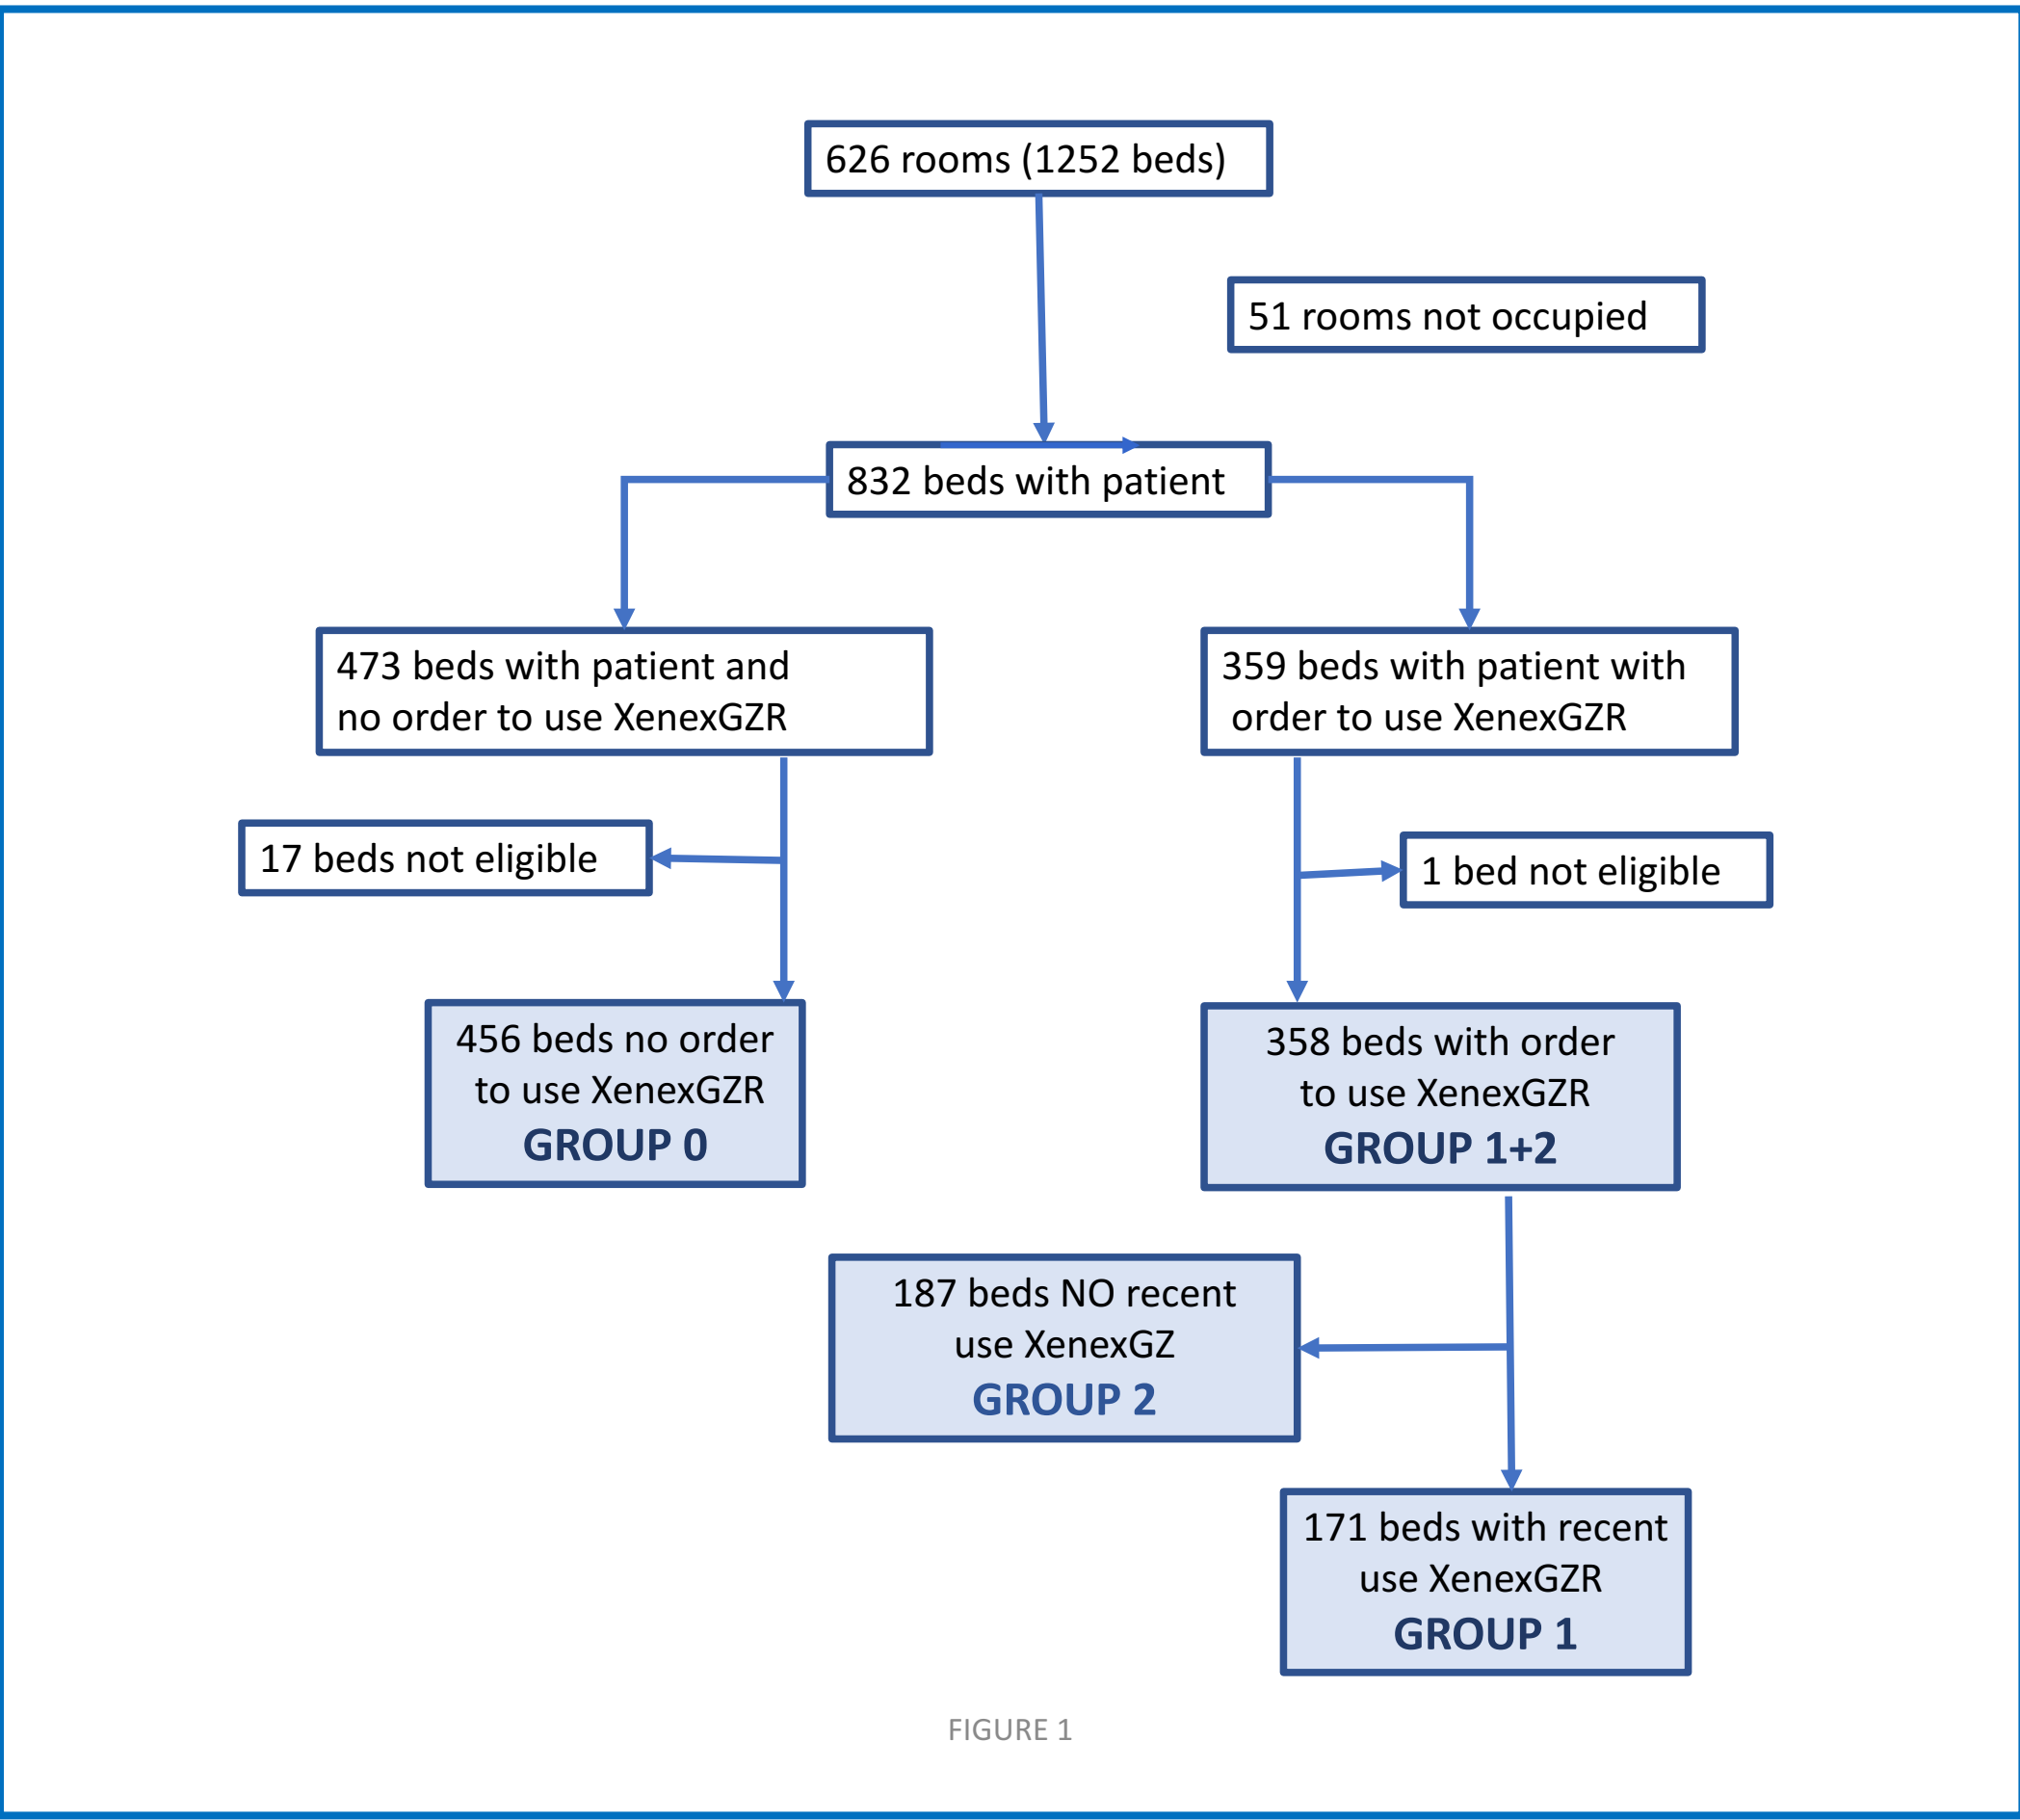 626 rooms (1252 beds)
51 rooms not occupied
832 beds with patient
473 beds with patient and
no order to use XenexGZR
359 beds with patient with
order to use XenexGZR
17 beds not eligible
1 bed not eligible
456 beds no order
to use XenexGZR
GROUP 0
358 beds with order
to use XenexGZR
GROUP 1+2
187 beds NO recent
use XenexGZ
GROUP 2
171 beds with recent
use XenexGZR
GROUP 1
FIGURE 1